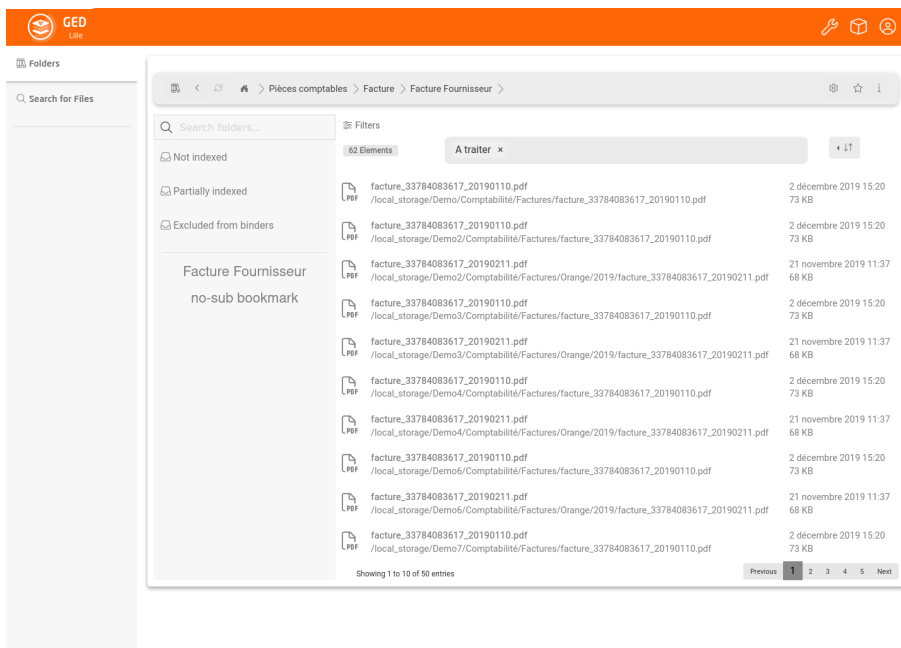 GED
Lille
Folders
Search for Files
Pièces comptables > Facture > Facture Fournisseur >
Search folders...
Not indexed
Partially indexed
Excluded from binders
Facture Fournisseur
no-sub bookmark
Filters
62 Elements
A traiter ×
facture_33784083617_20190110.pdf 2 décembre 2019 15:20
/local_storage/Demo/Comptabilité/Factures/facture_33784083617_20190110.pdf 73 KB
facture_33784083617_20190110.pdf 2 décembre 2019 15:20
/local_storage/Demo2/Comptabilité/Factures/facture_33784083617_20190110.pdf 73 KB
facture_33784083617_20190211.pdf 21 novembre 2019 11:37
/local_storage/Demo2/Comptabilité/Factures/Orange/2019/facture_33784083617_20190211.pdf 68 KB
facture_33784083617_20190110.pdf 2 décembre 2019 15:20
/local_storage/Demo3/Comptabilité/Factures/facture_33784083617_20190110.pdf 73 KB
facture_33784083617_20190211.pdf 21 novembre 2019 11:37
/local_storage/Demo3/Comptabilité/Factures/Orange/2019/facture_33784083617_20190211.pdf 68 KB
facture_33784083617_20190110.pdf 2 décembre 2019 15:20
/local_storage/Demo4/Comptabilité/Factures/facture_33784083617_20190110.pdf 73 KB
facture_33784083617_20190211.pdf 21 novembre 2019 11:37
/local_storage/Demo4/Comptabilité/Factures/Orange/2019/facture_33784083617_20190211.pdf 68 KB
facture_33784083617_20190110.pdf 2 décembre 2019 15:20
/local_storage/Demo6/Comptabilité/Factures/facture_33784083617_20190110.pdf 73 KB
facture_33784083617_20190211.pdf 21 novembre 2019 11:37
/local_storage/Demo6/Comptabilité/Factures/Orange/2019/facture_33784083617_20190211.pdf 68 KB
facture_33784083617_20190110.pdf 2 décembre 2019 15:20
/local_storage/Demo7/Comptabilité/Factures/facture_33784083617_20190110.pdf 73 KB
Showing 1 to 10 of 50 entries
Previous 1 2 3 4 5 Next